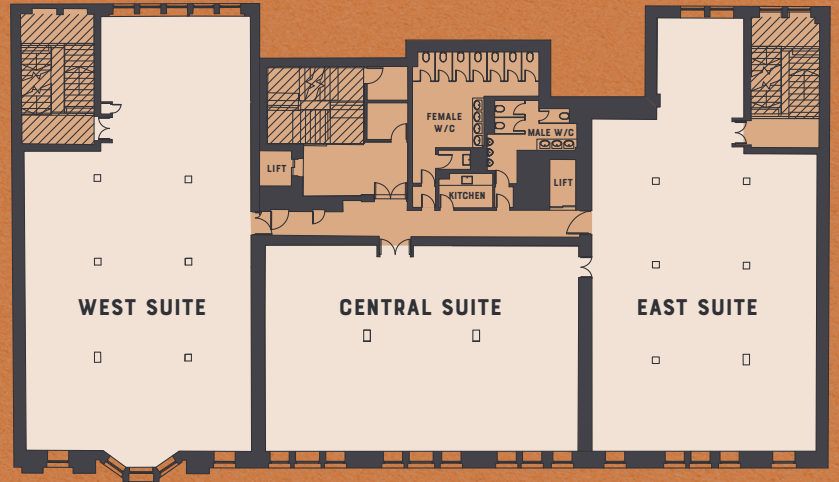 FEMALE
W/C
MALE W/C
LIFT
LIFT
KITCHEN
WEST SUITE
CENTRAL SUITE
EAST SUITE